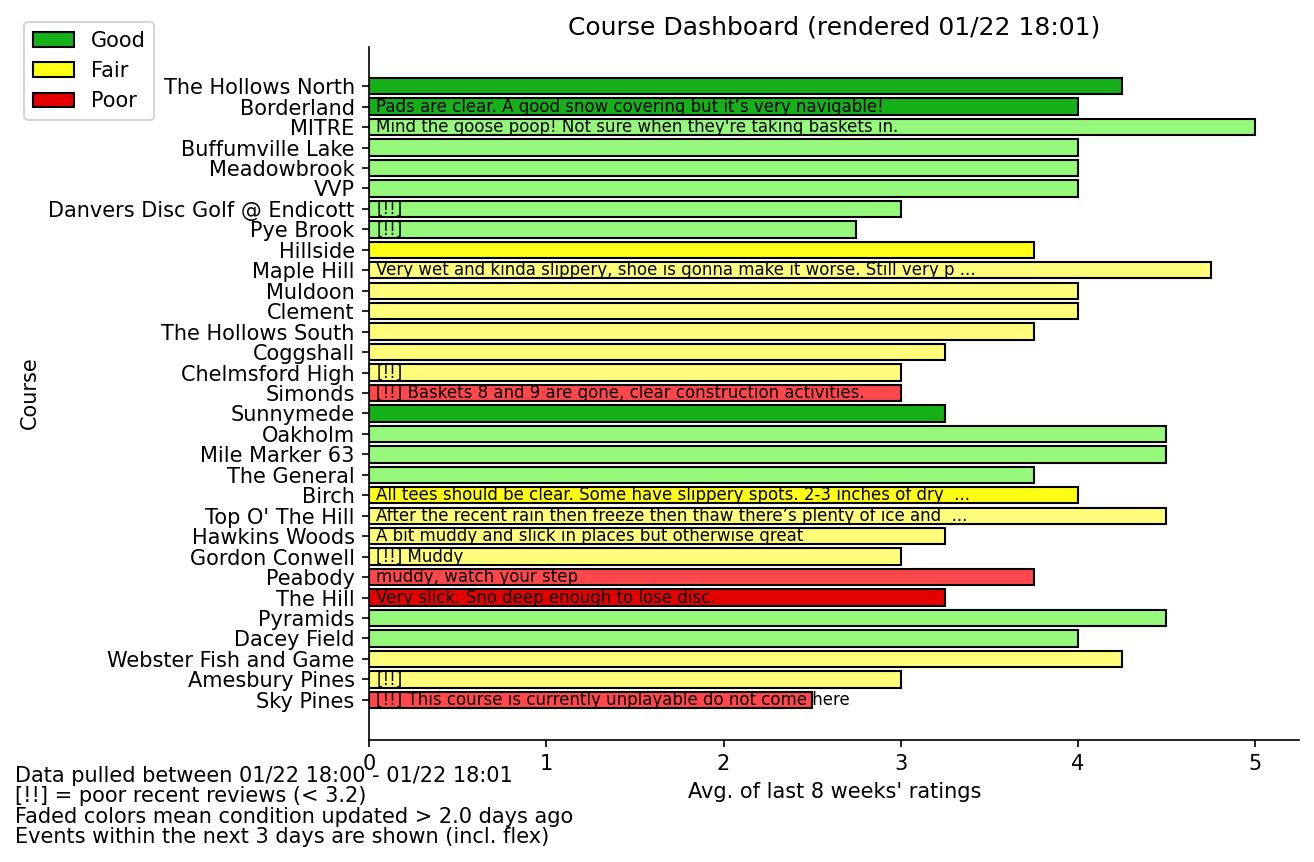 Course Dashboard (rendered 01/22 18:01)
Good
Fair
Poor
The Hollows North
Borderland Pads are clear. A good snow covering but it’s very navigable!
MITRE Mind the goose poop! Not sure when they're taking baskets in.
Buffumville Lake
Meadowbrook
VVP
Danvers Disc Golf @ Endicott [!!]
Pye Brook [!!]
Hillside
Maple Hill Very wet and kinda slippery, shoe is gonna make it worse. Still very p ...
Muldoon
Clement
The Hollows South
Coggshall
Chelmsford High [!!]
Simonds [!!] Baskets 8 and 9 are gone, clear construction activities.
Sunnymede
Oakholm
Mile Marker 63
The General
Birch All tees should be clear. Some have slippery spots. 2-3 inches of dry  ...
Top O' The Hill After the recent rain then freeze then thaw there’s plenty of ice and  ...
Hawkins Woods A bit muddy and slick in places but otherwise great
Gordon Conwell [!!] Muddy
Peabody muddy, watch your step
The Hill Very slick. Sno deep enough to lose disc.
Pyramids
Dacey Field
Webster Fish and Game
Amesbury Pines [!!]
Sky Pines [!!] This course is currently unplayable do not come here
Course
0 1 2 3 4 5
Avg. of last 8 weeks' ratings
Data pulled between 01/22 18:00 - 01/22 18:01
[!!] = poor recent reviews (< 3.2)
Faded colors mean condition updated > 2.0 days ago
Events within the next 3 days are shown (incl. flex)